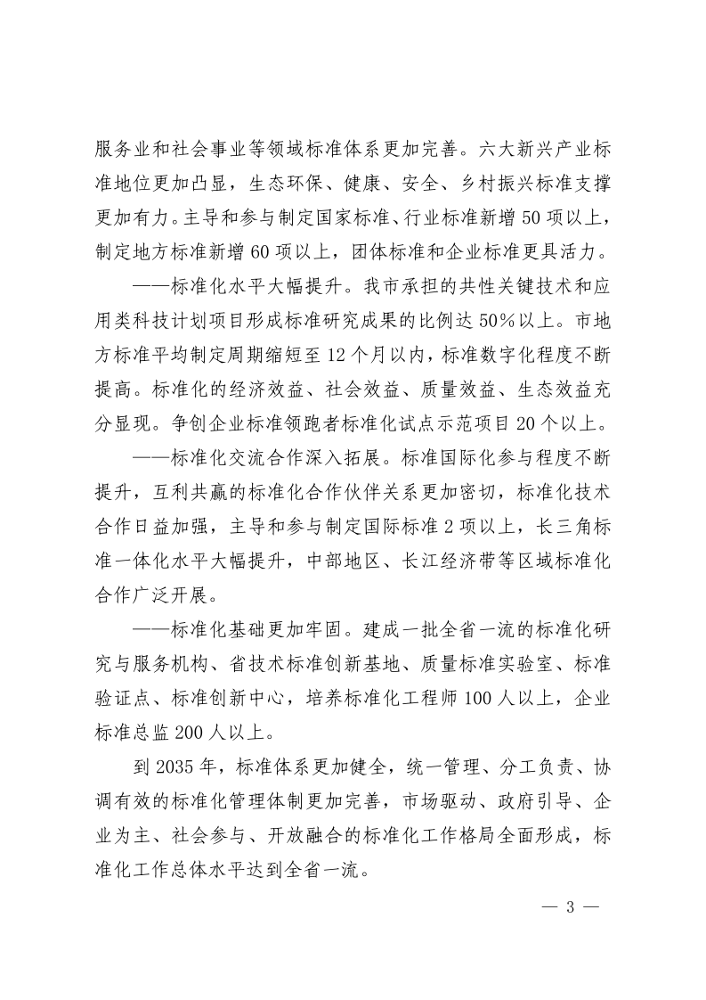 服务业和社会事业等领域标准体系更加完善。六大新兴产业标
准地位更加凸显，生态环保、健康、安全、乡村振兴标准支撑
更加有力。主导和参与制定国家标准、行业标准新增 50 项以上，
制定地方标准新增 60 项以上，团体标准和企业标准更具活力。
——标准化水平大幅提升。我市承担的共性关键技术和应
用类科技计划项目形成标准研究成果的比例达 50％以上。市地
方标准平均制定周期缩短至 12 个月以内，标准数字化程度不断
提高。标准化的经济效益、社会效益、质量效益、生态效益充
分显现。争创企业标准领跑者标准化试点示范项目 20 个以上。
——标准化交流合作深入拓展。标准国际化参与程度不断
提升，互利共赢的标准化合作伙伴关系更加密切，标准化技术
合作日益加强，主导和参与制定国际标准 2 项以上，长三角标
准一体化水平大幅提升，中部地区、长江经济带等区域标准化
合作广泛开展。
——标准化基础更加牢固。建成一批全省一流的标准化研
究与服务机构、省技术标准创新基地、质量标准实验室、标准
验证点、标准创新中心，培养标准化工程师 100 人以上，企业
标准总监 200 人以上。
到 2035 年，标准体系更加健全，统一管理、分工负责、协
调有效的标准化管理体制更加完善，市场驱动、政府引导、企
业为主、社会参与、开放融合的标准化工作格局全面形成，标
准化工作总体水平达到全省一流。
— 3 —